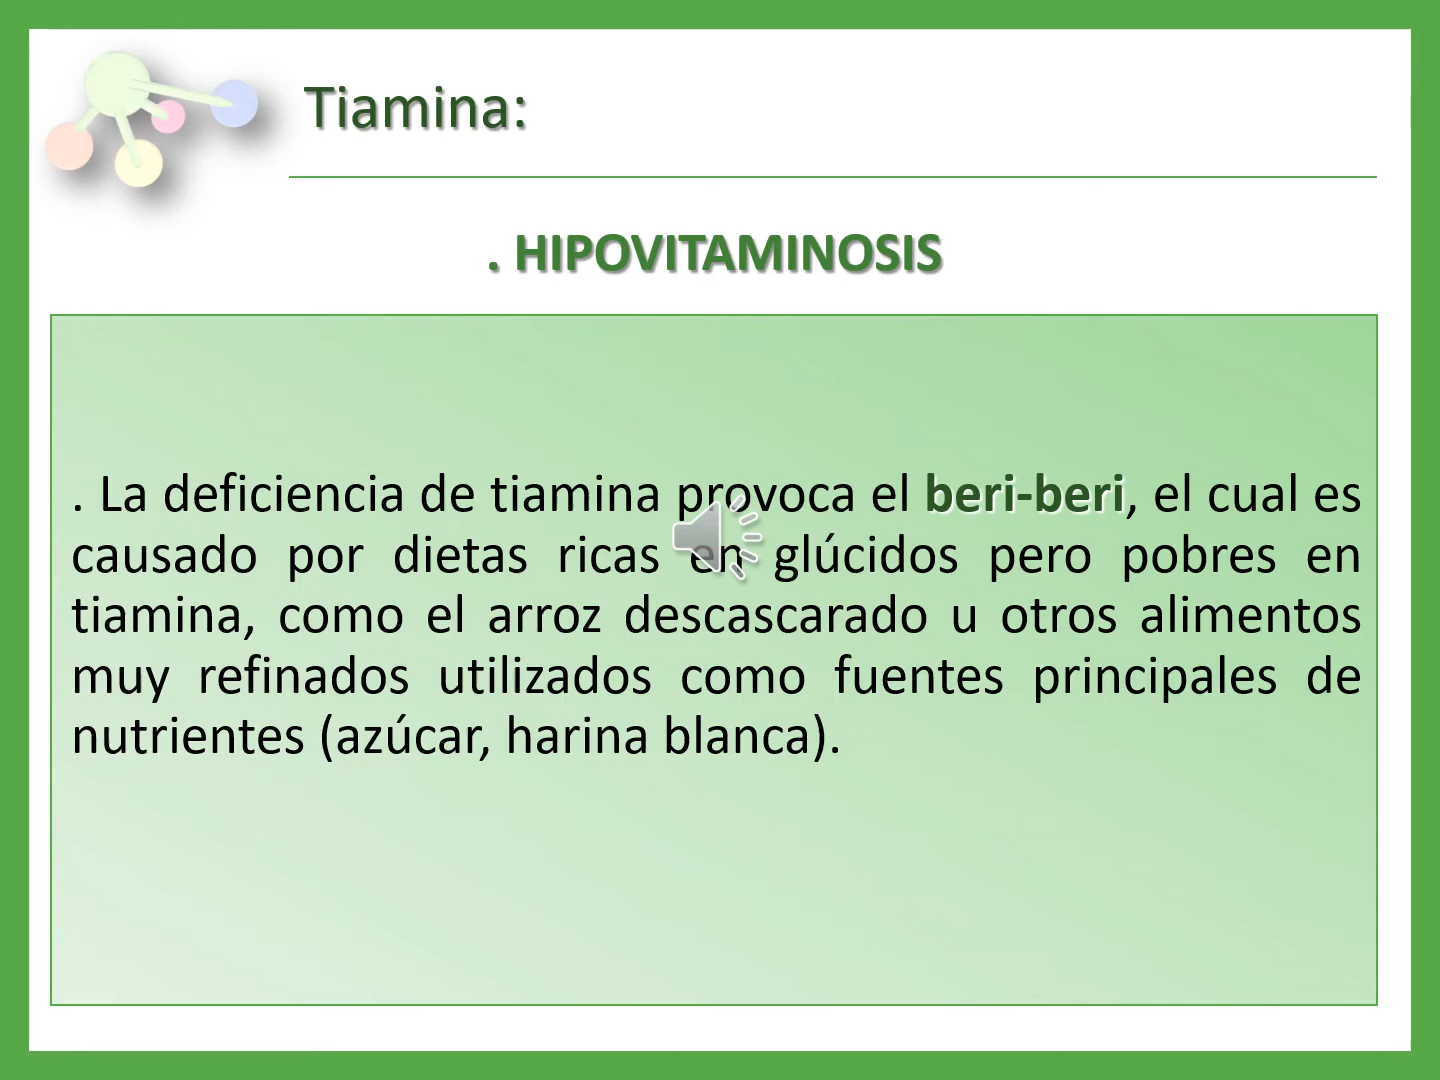 Tiamina:
. HIPOVITAMINOSIS
. La deficiencia de tiamina provoca el beri-beri, el cual es
causado por dietas ricas en glúcidos pero pobres en
tiamina, como el arroz descascarado u otros alimentos
muy refinados utilizados como fuentes principales de
nutrientes (azúcar, harina blanca).